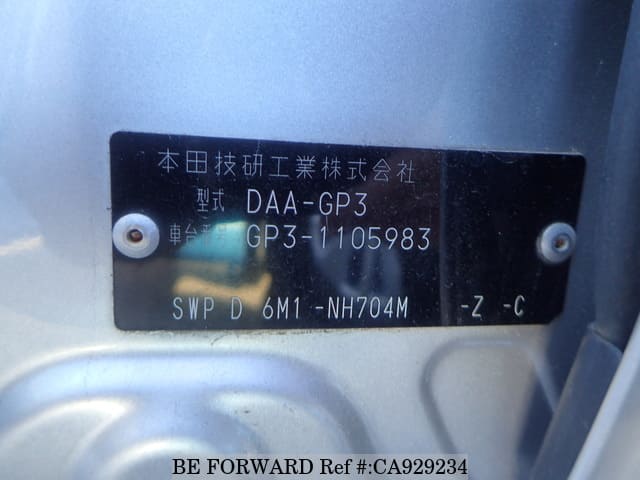 本田技研工業株式会社
型式 DAA-GP3
車台番号 GP3-1105983
SWP D 6M1 -NH704M -Z -C
BE FORWARD Ref #:CA929234